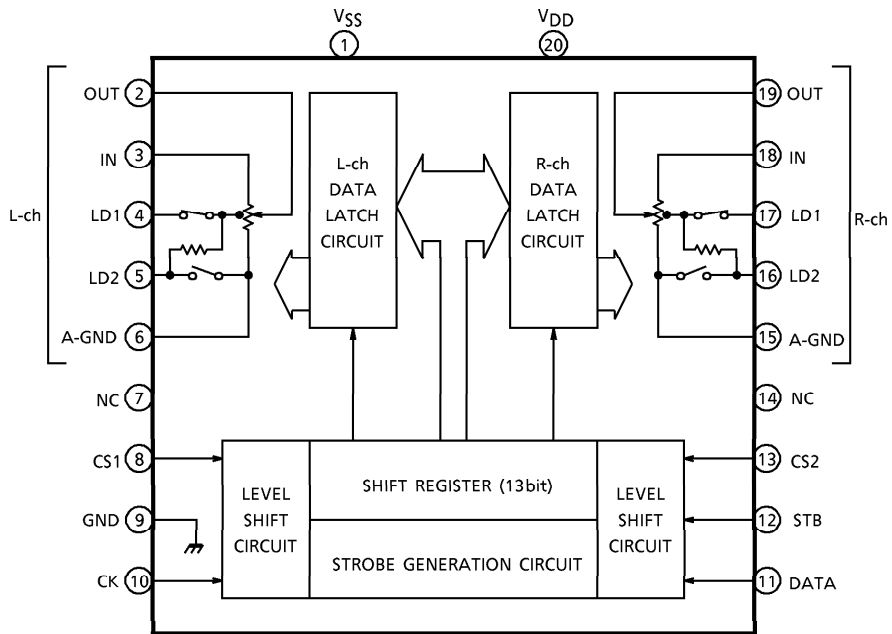 VSS
1
VDD
20
L-ch
OUT 2
IN 3
LD1 4
LD2 5
A-GND 6
NC 7
CS1 8
GND 9
CK 10
L-ch
DATA
LATCH
CIRCUIT
R-ch
DATA
LATCH
CIRCUIT
19 OUT
18 IN
17 LD1
16 LD2
15 A-GND
14 NC
13 CS2
12 STB
11 DATA
R-ch
LEVEL
SHIFT
CIRCUIT
SHIFT REGISTER (13bit)
STROBE GENERATION CIRCUIT
LEVEL
SHIFT
CIRCUIT